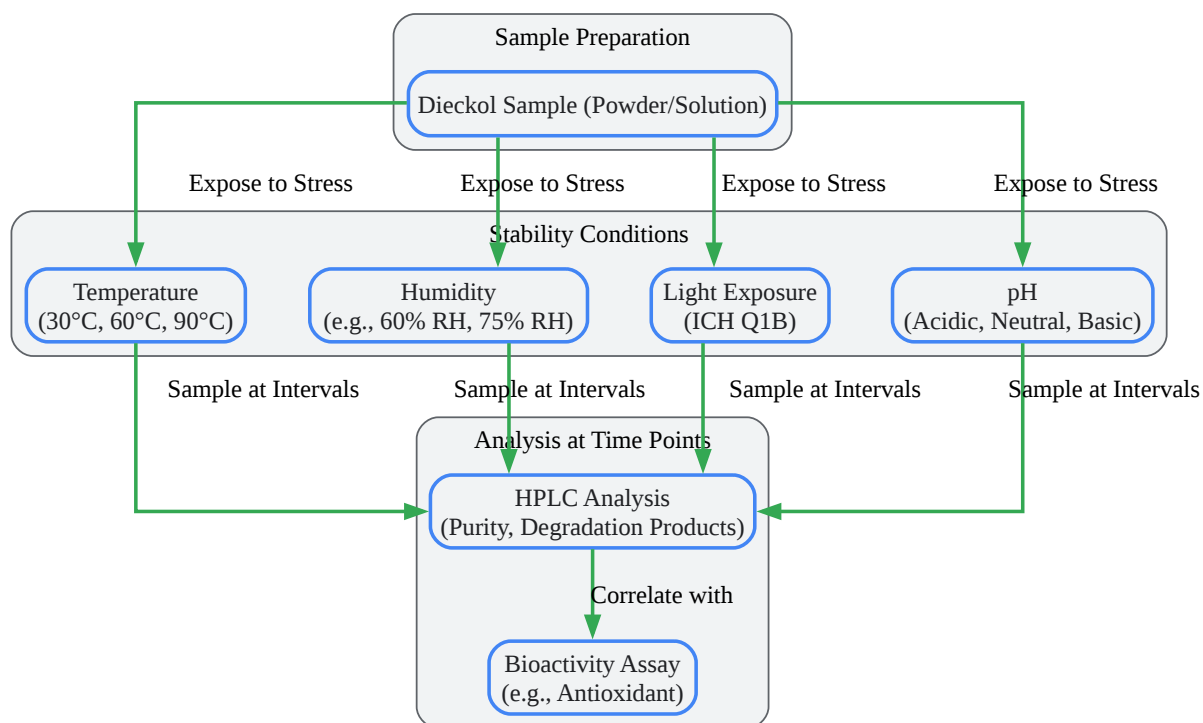 Sample Preparation
Dieckol Sample (Powder/Solution)
Expose to Stress
Expose to Stress
Expose to Stress
Expose to Stress
Stability Conditions
Temperature
(30°C, 60°C, 90°C)
Humidity
(e.g., 60% RH, 75% RH)
Light Exposure
(ICH Q1B)
pH
(Acidic, Neutral, Basic)
Sample at Intervals
Sample at Intervals
Sample at Intervals
Sample at Intervals
Analysis at Time Points
HPLC Analysis
(Purity, Degradation Products)
Correlate with
Bioactivity Assay
(e.g., Antioxidant)